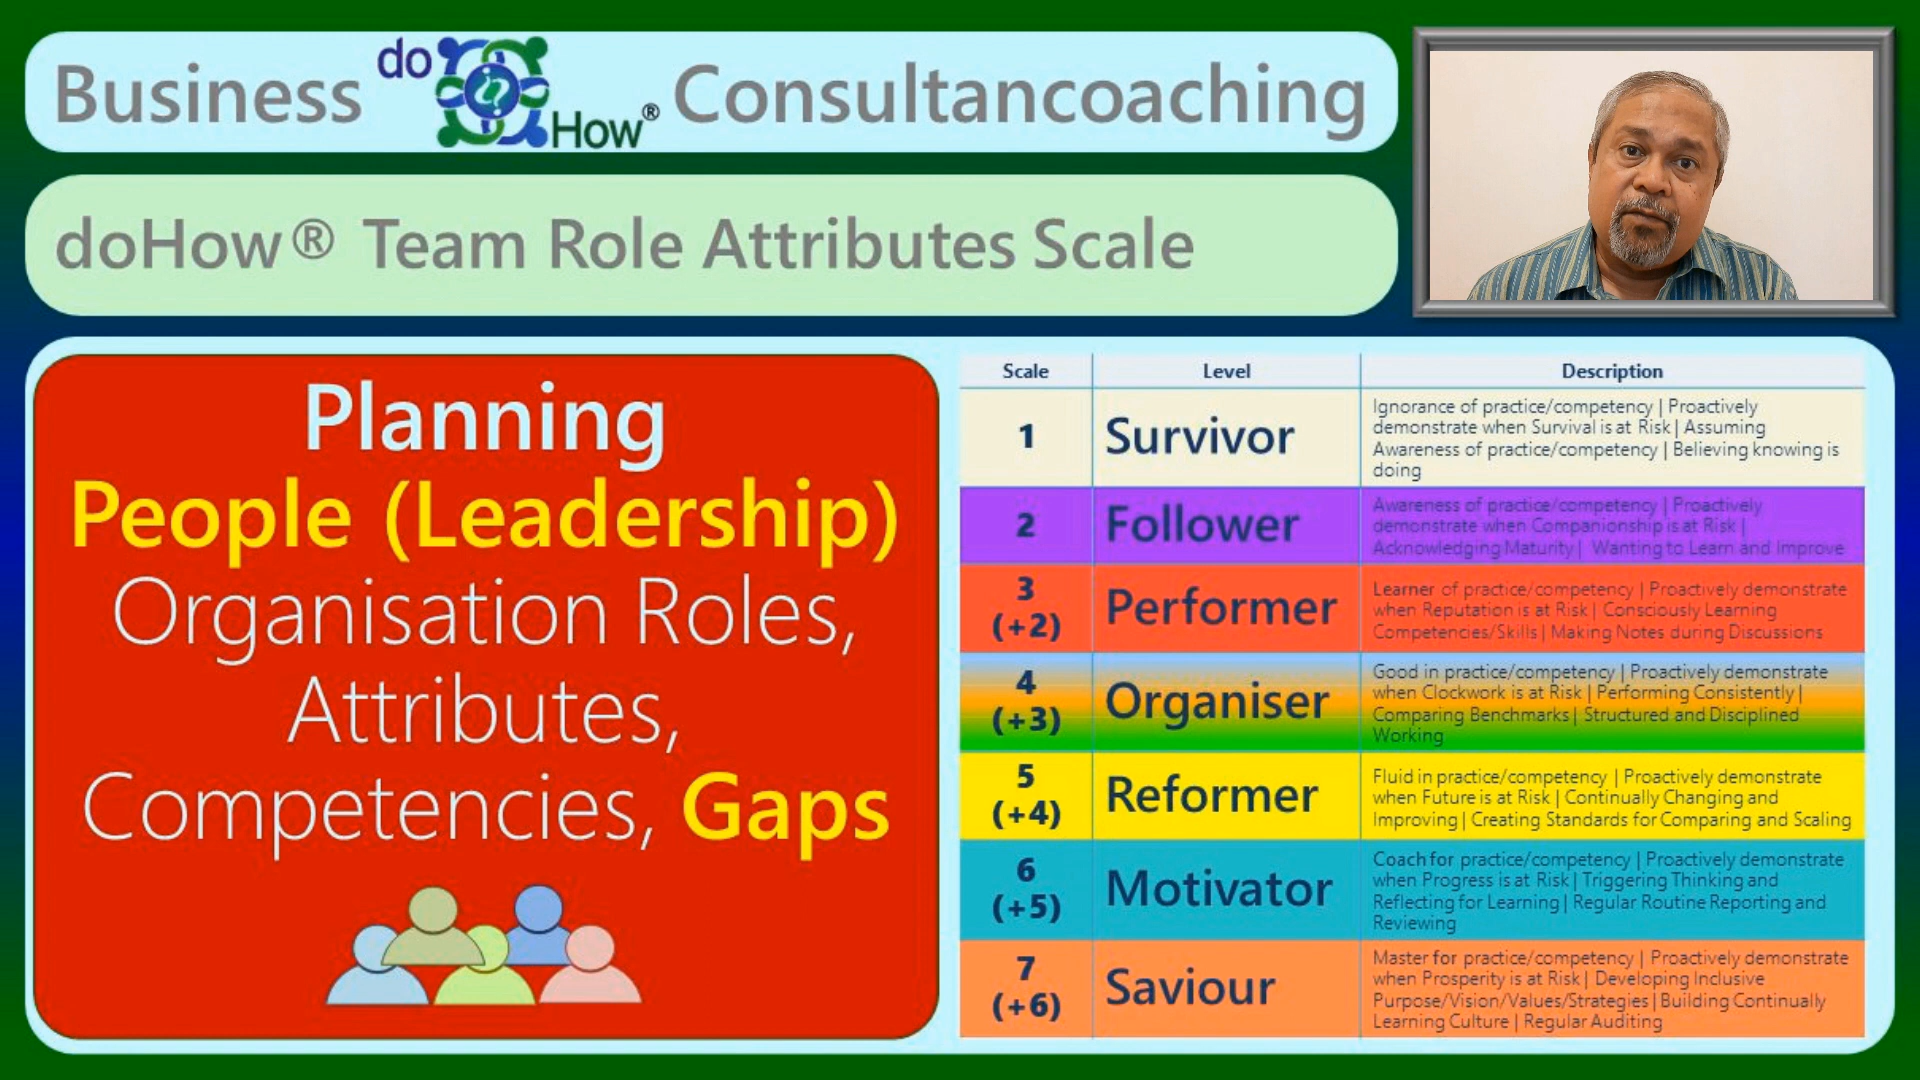 Business do How® Consultancoaching
doHow® Team Role Attributes Scale
Planning
People (Leadership)
Organisation Roles,
Attributes,
Competencies, Gaps
Scale Level Description
1 Survivor
Ignorance of practice/competency | Proactively
demonstrate when Survival is at Risk | Assuming
Awareness of practice/competency | Believing knowing is
doing
2 Follower
Awareness of practice/competency | Proactively
demonstrate when Companionship is at Risk |
Acknowledging Maturity | Wanting to Learn and Improve
3
(+2)
Performer
Learner of practice/competency | Proactively demonstrate
when Reputation is at Risk | Consciously Learning
Competencies/Skills | Making Notes during Discussions
4
(+3)
Organiser
Good in practice/competency | Proactively demonstrate
when Clockwork is at Risk | Performing Consistently |
Comparing Benchmarks | Structured and Disciplined
Working
5
(+4)
Reformer
Fluid in practice/competency | Proactively demonstrate
when Future is at Risk | Continually Changing and
Improving | Creating Standards for Comparing and Scaling
6
(+5)
Motivator
Coach for practice/competency | Proactively demonstrate
when Progress is at Risk | Triggering Thinking and
Reflecting for Learning | Regular Routine Reporting and
Reviewing
7
(+6)
Saviour
Master for practice/competency | Proactively demonstrate
when Prosperity is at Risk | Developing Inclusive
Purpose/Vision/Values/Strategies | Building Continually
Learning Culture | Regular Auditing